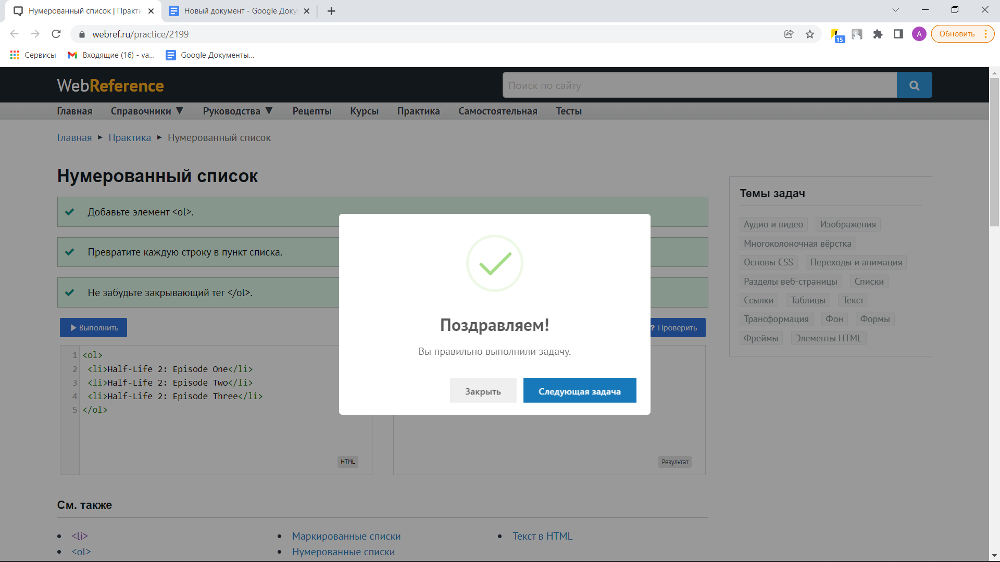 Нумерованный список | Практи
Новый документ - Google Доку
webref.ru/practice/2199
15
A
Обновить
Сервисы
Входящие (16) - va...
Google Документы...
WebReference
Поиск по сайту
Главная Справочники ▼ Руководства ▼ Рецепты Курсы Практика Самостоятельная Тесты
Главная ▸ Практика ▸ Нумерованный список
Нумерованный список
Добавьте элемент <ol>.
Превратите каждую строку в пункт списка.
Не забудьте закрывающий тег </ol>.
Выполнить
? Проверить
1 <ol>
2 <li>Half-Life 2: Episode One</li>
3 <li>Half-Life 2: Episode Two</li>
4 <li>Half-Life 2: Episode Three</li>
5 </ol>
HTML
Результат
Поздравляем!
Вы правильно выполнили задачу.
Закрыть
Следующая задача
Темы задач
Аудио и видео Изображения
Многоколоночная вёрстка
Основы CSS Переходы и анимация
Разделы веб-страницы Списки
Ссылки Таблицы Текст
Трансформация Фон Формы
Фреймы Элементы HTML
См. также
• <li>
• <ol>
• Маркированные списки
• Нумерованные списки
• Текст в HTML